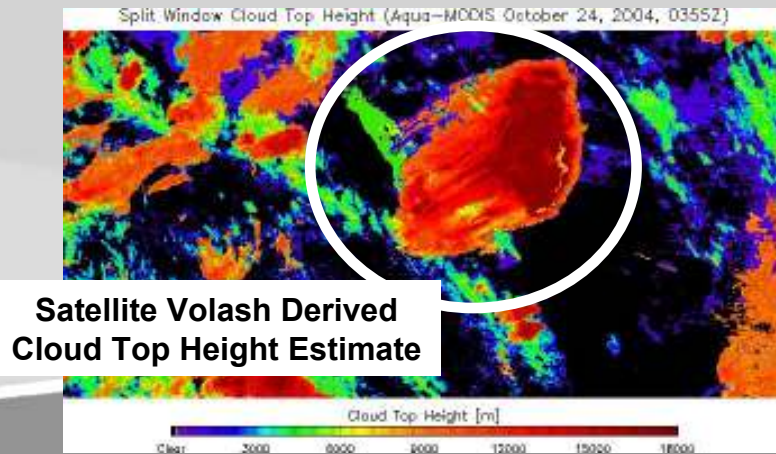 Split Window Cloud Top Height (Aqua-MODIS October 24, 2004, 0355Z)
Satellite Volash Derived
Cloud Top Height Estimate
Cloud Top Height [m]
Clear 3000 6000 9000 12000 15000 18000